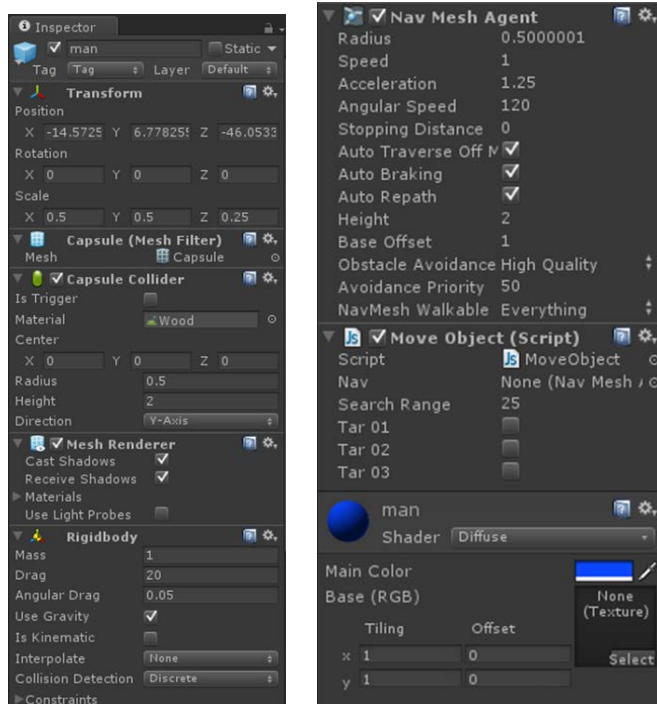 Inspector
man Static
Tag Tag Layer Default
Transform
Position
X -14.5725 Y 6.778255 Z -46.0533
Rotation
X 0 Y 0 Z 0
Scale
X 0.5 Y 0.5 Z 0.25
Capsule (Mesh Filter)
Mesh Capsule
Capsule Collider
Is Trigger
Material Wood
Center
X 0 Y 0 Z 0
Radius 0.5
Height 2
Direction Y-Axis
Mesh Renderer
Cast Shadows
Receive Shadows
Materials
Use Light Probes
Rigidbody
Mass 1
Drag 20
Angular Drag 0.05
Use Gravity
Is Kinematic
Interpolate None
Collision Detection Discrete
Constraints
Nav Mesh Agent
Radius 0.5000001
Speed 1
Acceleration 1.25
Angular Speed 120
Stopping Distance 0
Auto Traverse Off M
Auto Braking
Auto Repath
Height 2
Base Offset 1
Obstacle Avoidance High Quality
Avoidance Priority 50
NavMesh Walkable Everything
Js Move Object (Script)
Script Js MoveObject
Nav None (Nav Mesh
Search Range 25
Tar 01
Tar 02
Tar 03
man
Shader Diffuse
Main Color
Base (RGB) None
(Texture)
Tiling Offset
x 1 0 Select
y 1 0